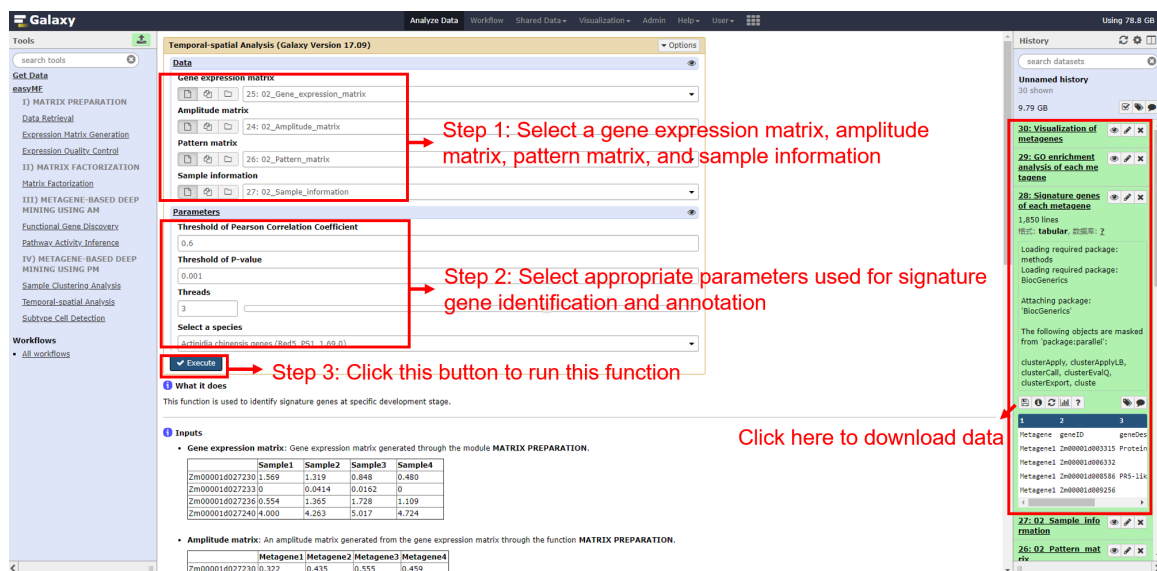 Galaxy
Analyze Data Workflow Shared Data Visualization Admin Help User
Using 78.8 GB
Tools
search tools
Get Data
easyMF
I) MATRIX PREPARATION
Data Retrieval
Expression Matrix Generation
Expression Quality Control
II) MATRIX FACTORIZATION
Matrix Factorization
III) METAGENE-BASED DEEP
MINING USING AM
Functional Gene Discovery
Pathway Activity Inference
IV) METAGENE-BASED DEEP
MINING USING PM
Sample Clustering Analysis
Temporal-spatial Analysis
Subtype Cell Detection
Workflows
All workflows
Temporal-spatial Analysis (Galaxy Version 17.09)
Options
Data
Gene expression matrix
25: 02_Gene_expression_matrix
Amplitude matrix
24: 02_Amplitude_matrix
Pattern matrix
26: 02_Pattern_matrix
Sample information
27: 02_Sample_information
Step 1: Select a gene expression matrix, amplitude
matrix, pattern matrix, and sample information
Parameters
Threshold of Pearson Correlation Coefficient
0.6
Threshold of P-value
0.001
Threads
3
Select a species
Actinidia chinensis genes (Red5_PS1_1.69.0)
Step 2: Select appropriate parameters used for signature
gene identification and annotation
Execute
Step 3: Click this button to run this function
What it does
This function is used to identify signature genes at specific development stage.
Inputs
Gene expression matrix: Gene expression matrix generated through the module MATRIX PREPARATION.
Sample1 Sample2 Sample3 Sample4
Zm00001d027230 1.569 1.319 0.848 0.480
Zm00001d027233 0 0.0414 0.0162 0
Zm00001d027236 0.554 1.365 1.728 1.109
Zm00001d027240 4.000 4.263 5.017 4.724
Amplitude matrix: An amplitude matrix generated from the gene expression matrix through the function MATRIX PREPARATION.
Metagene1 Metagene2 Metagene3 Metagene4
Zm00001d027230 0.322 0.435 0.555 0.459
Click here to download data
History
search datasets
Unnamed history
30 shown
9.79 GB
30: Visualization of
metagenes
29: GO enrichment
analysis of each me
tagene
28: Signature genes
of each metagene
1,850 lines
格式: tabular, 数据库: ?
Loading required package:
methods
Loading required package:
BiocGenerics
Attaching package:
'BiocGenerics'
The following objects are masked
from 'package:parallel':
clusterApply, clusterApplyLB,
clusterCall, clusterEvalQ,
clusterExport, cluste
1 2 3
Metagene geneID geneDes
Metagene1 Zm00001d003315 Protein
Metagene1 Zm00001d006332
Metagene1 Zm00001d008586 PR5-lik
Metagene1 Zm00001d009256
27: 02_Sample_info
rmation
26: 02_Pattern_mat
rix